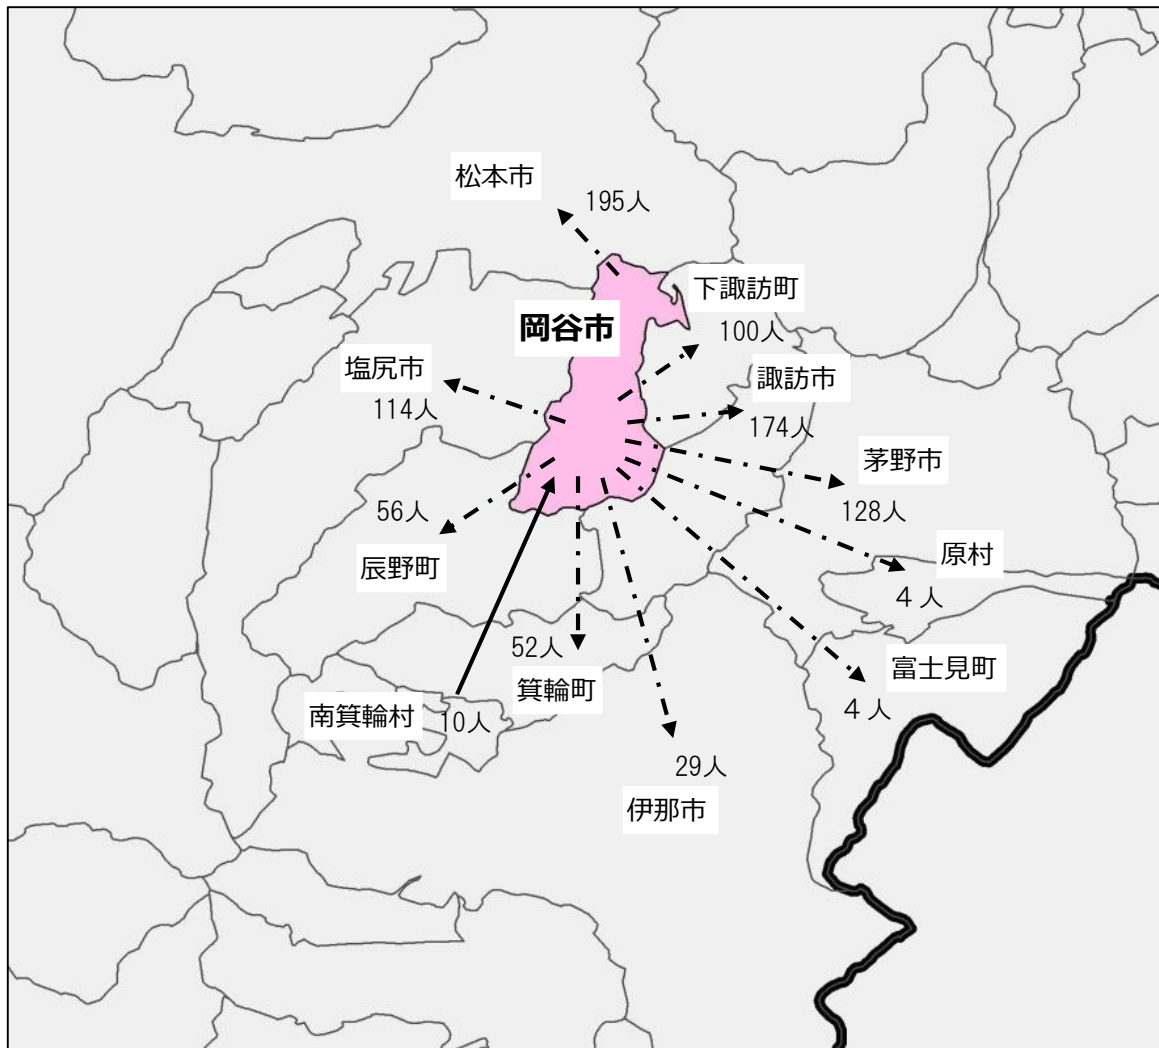 松本市
195人
下諏訪町
100人
岡谷市
塩尻市
114人
諏訪市
174人
茅野市
128人
56人
辰野町
原村
４人
52人
箕輪町
富士見町
４人
南箕輪村
10人
29人
伊那市